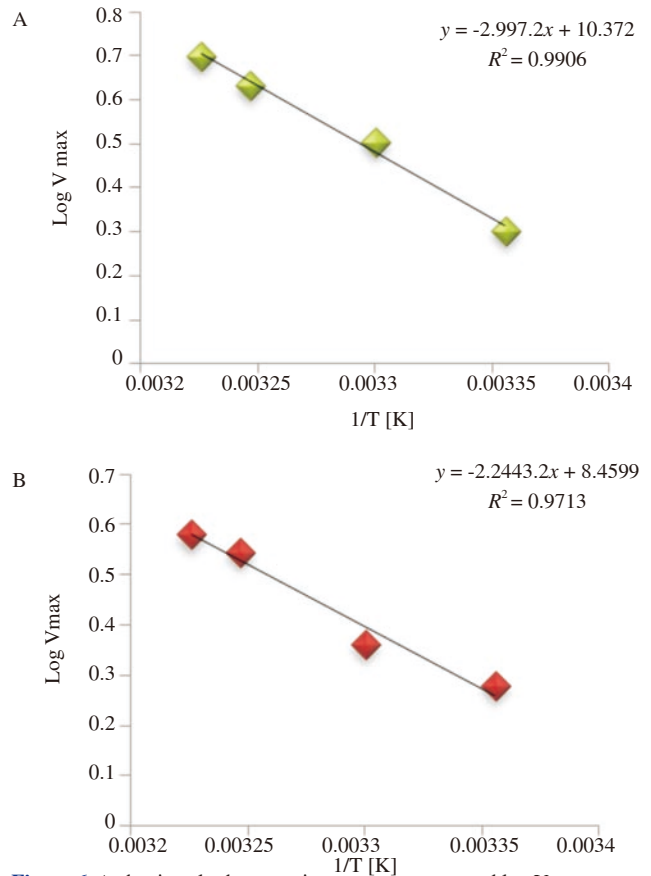 A
y = -2.997.2x + 10.372
R² = 0.9906
0.8
0.7
0.6
0.5
0.4
0.3
0.2
0.1
0
Log V max
0.0032 0.00325 0.0033 0.00335 0.0034
1/T [K]
B
y = -2.2443.2x + 8.4599
R² = 0.9713
0.7
0.6
0.5
0.4
0.3
0.2
0.1
0
Log Vmax
0.0032 0.00325 0.0033 0.00335 0.0034
1/T [K]